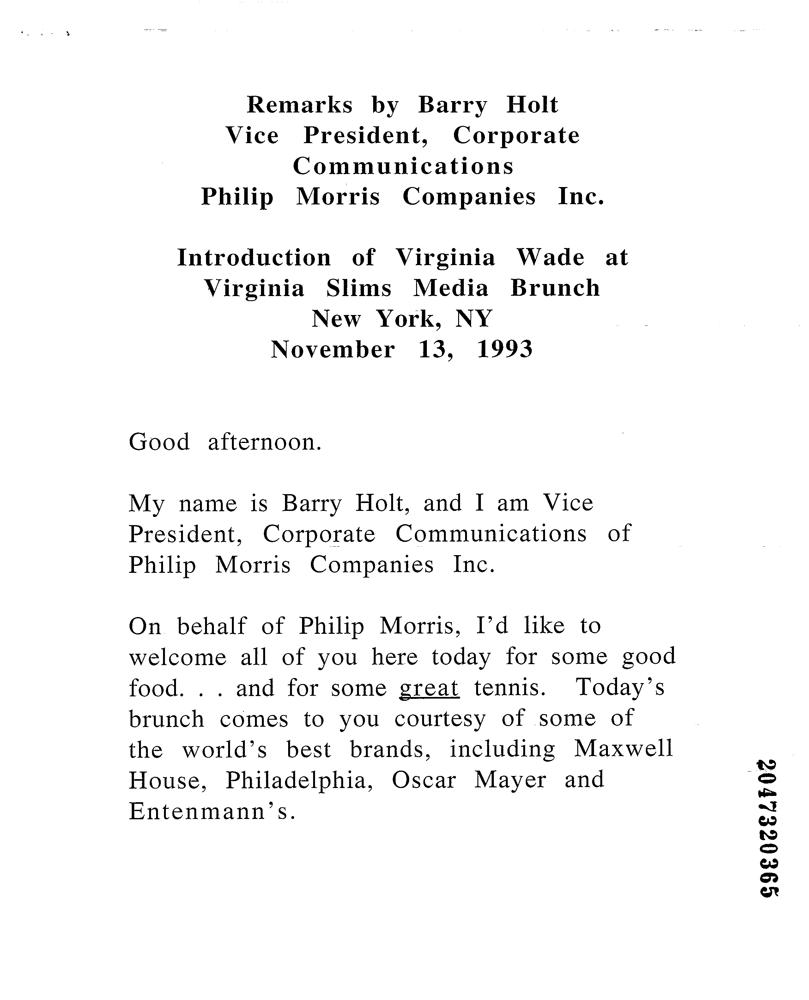 Remarks by Barry Holt
Vice President, Corporate
Communications
Philip Morris Companies Inc.
Introduction of Virginia Wade at
Virginia Slims Media Brunch
New York, NY
November 13, 1993
Good afternoon.
My name is Barry Holt, and I am Vice
President, Corporate Communications of
Philip Morris Companies Inc.
On behalf of Philip Morris, I'd like to
welcome all of you here today for some good
food. . . and for some great tennis. Today's
brunch comes to you courtesy of some of
the world's best brands, including Maxwell
House, Philadelphia, Oscar Mayer and
Entenmann's.
2047320365